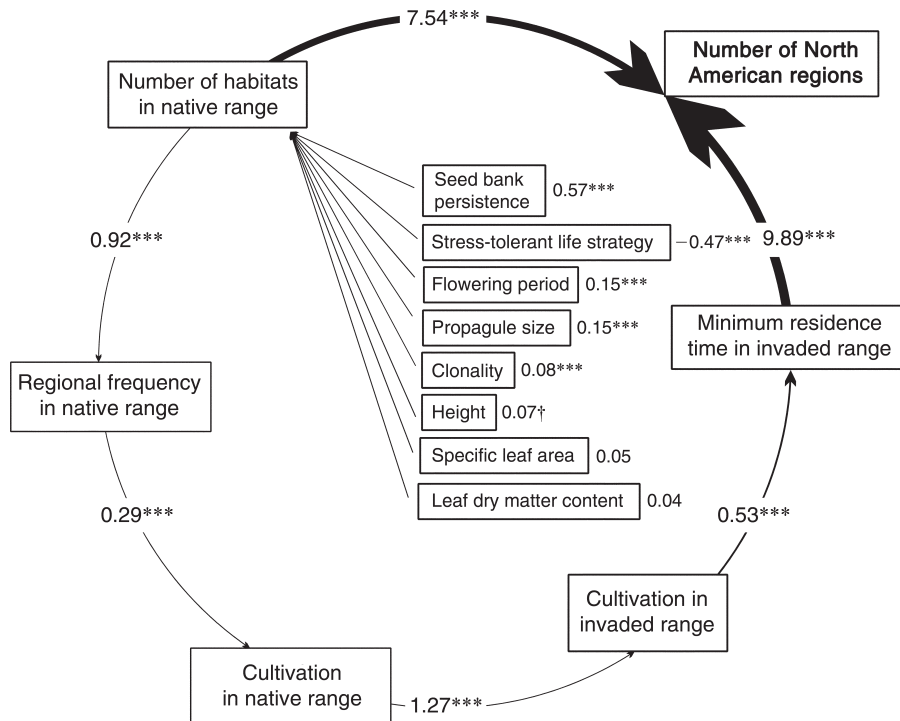 7.54***
Number of North
American regions
Number of habitats
in native range
Seed bank
persistence
0.57***
Stress-tolerant life strategy
−0.47***
9.89***
0.92***
Flowering period
0.15***
Propagule size
0.15***
Minimum residence
time in invaded range
Clonality
0.08***
Regional frequency
in native range
Height
0.07†
Specific leaf area
0.05
Leaf dry matter content
0.04
0.29***
0.53***
Cultivation in
invaded range
Cultivation
in native range
1.27***